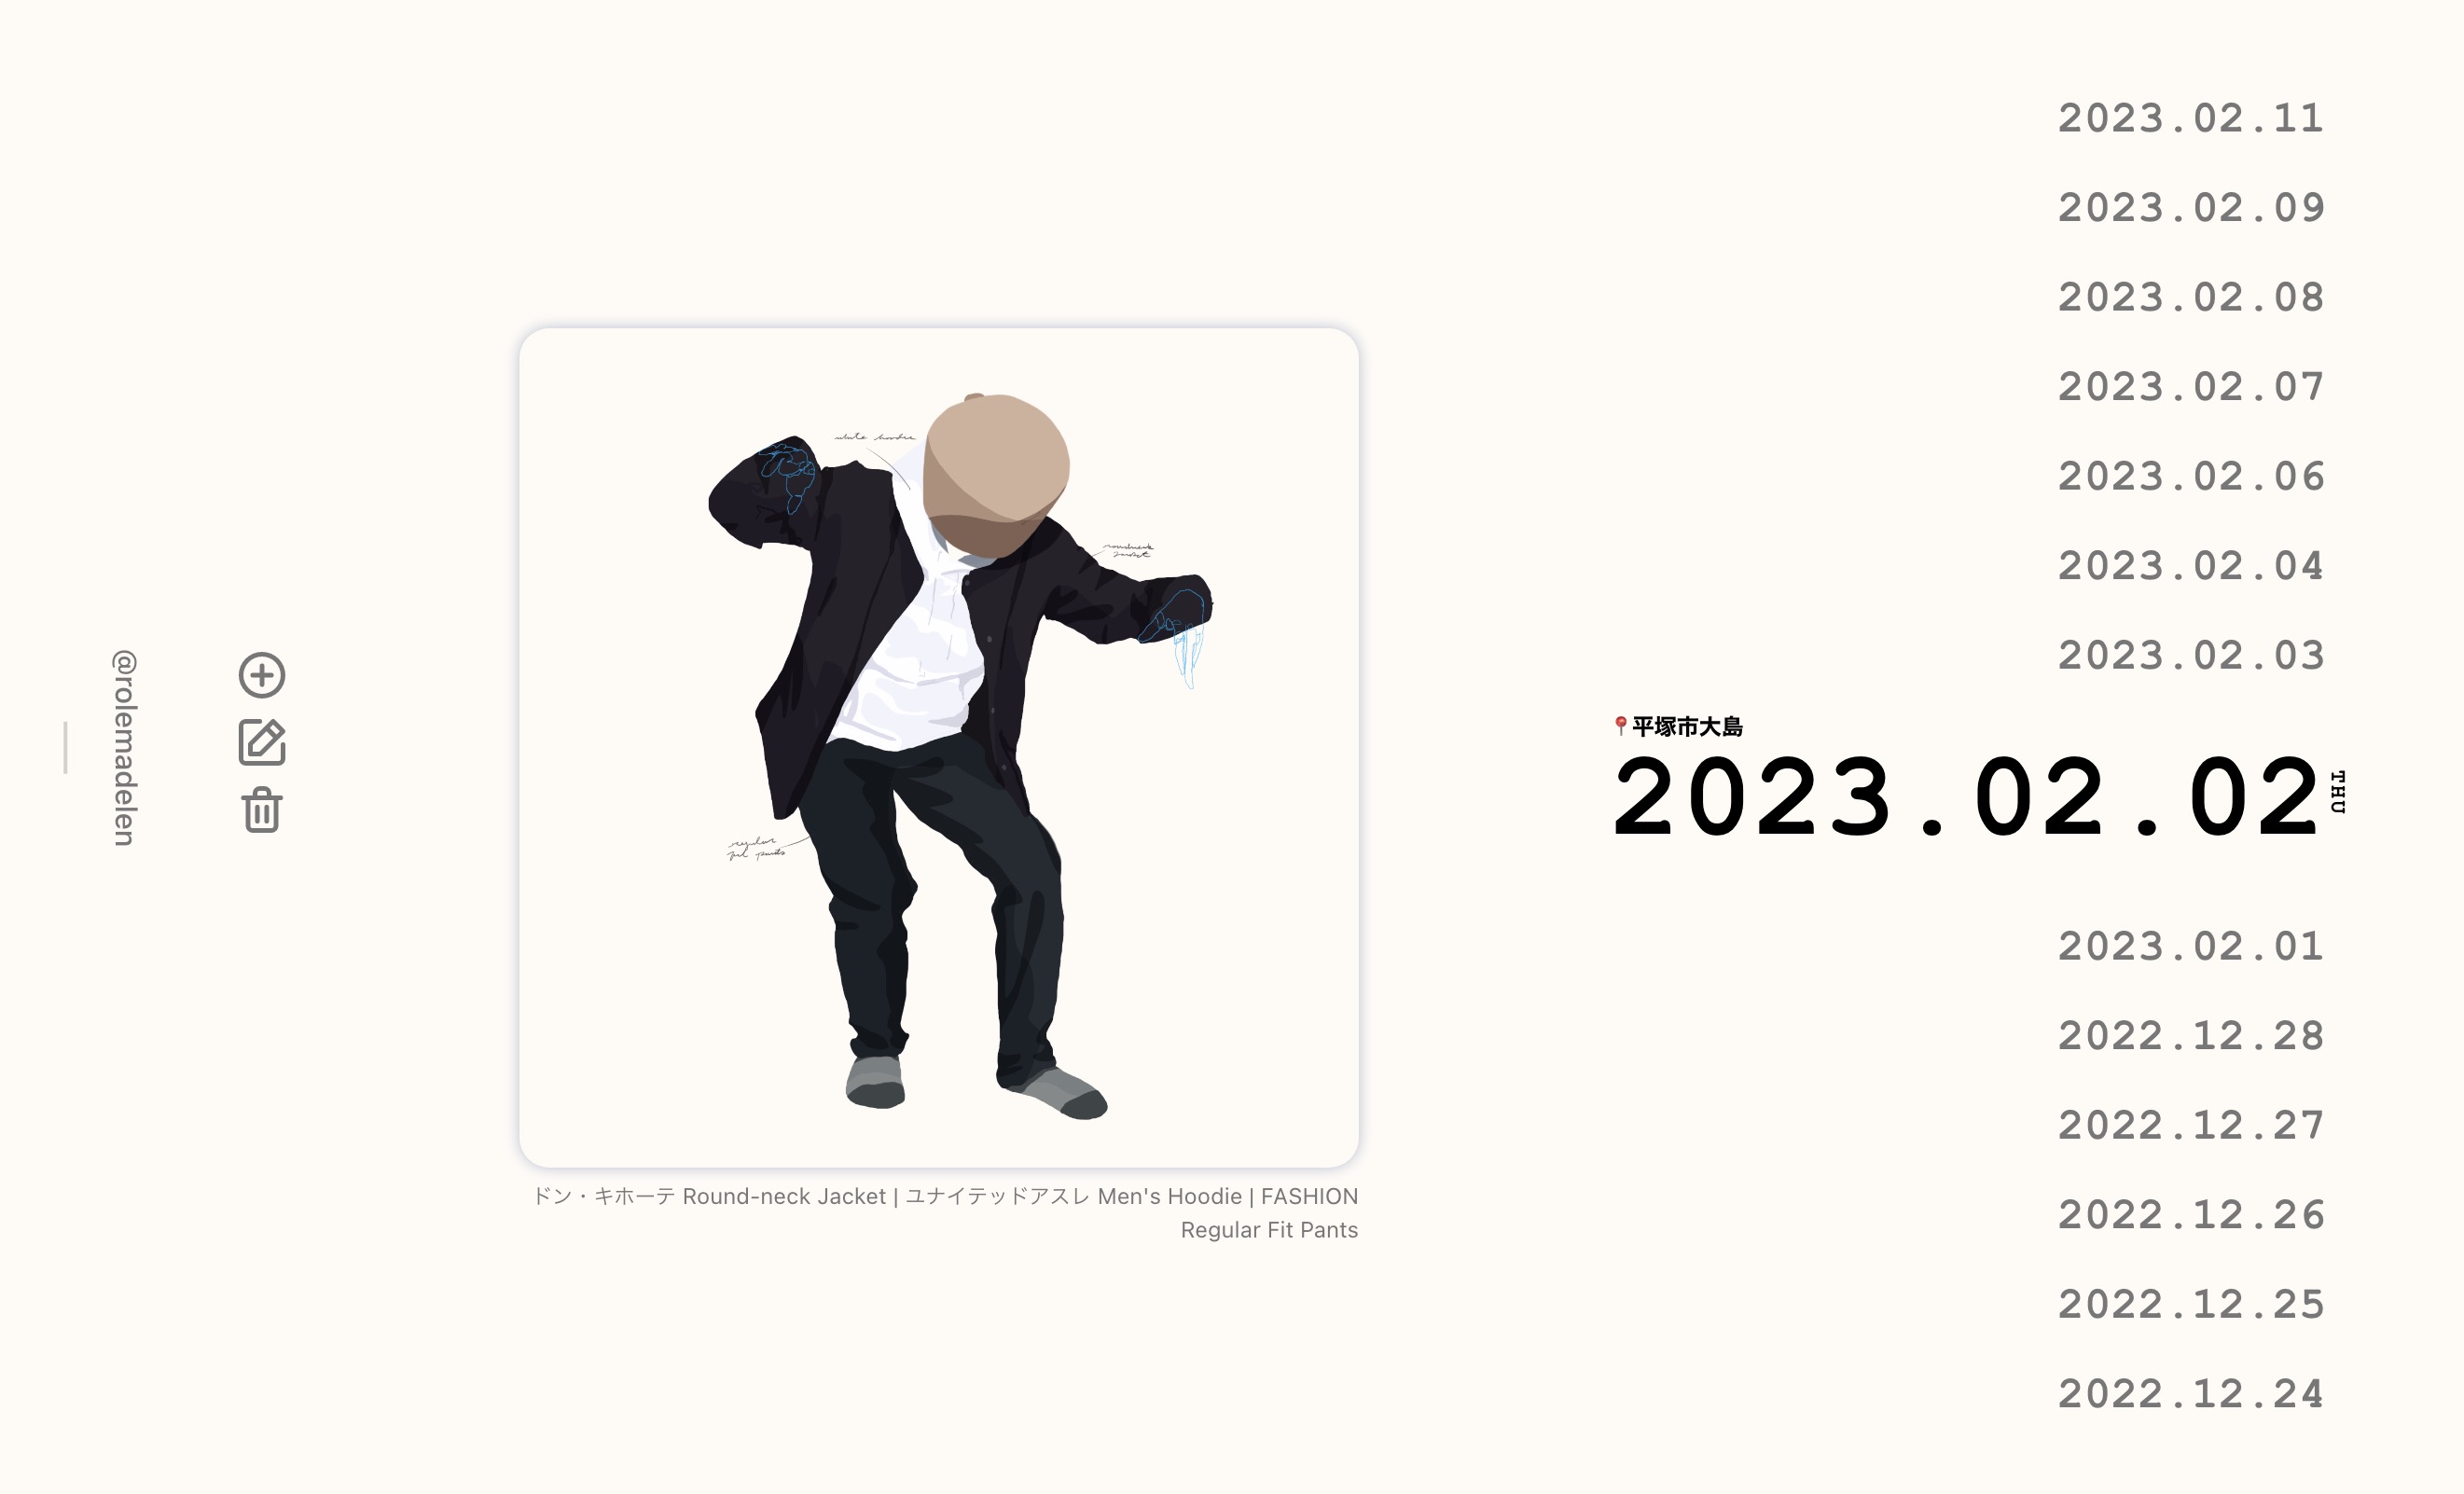 @rolemadelen
white hoodie
roundneck
jacket
regular
fit pants
ドン・キホーテ Round-neck Jacket | ユナイテッドアスレ Men's Hoodie | FASHION
Regular Fit Pants
2023.02.11
2023.02.09
2023.02.08
2023.02.07
2023.02.06
2023.02.04
2023.02.03
📍平塚市大島
2023.02.02 THU
2023.02.01
2022.12.28
2022.12.27
2022.12.26
2022.12.25
2022.12.24